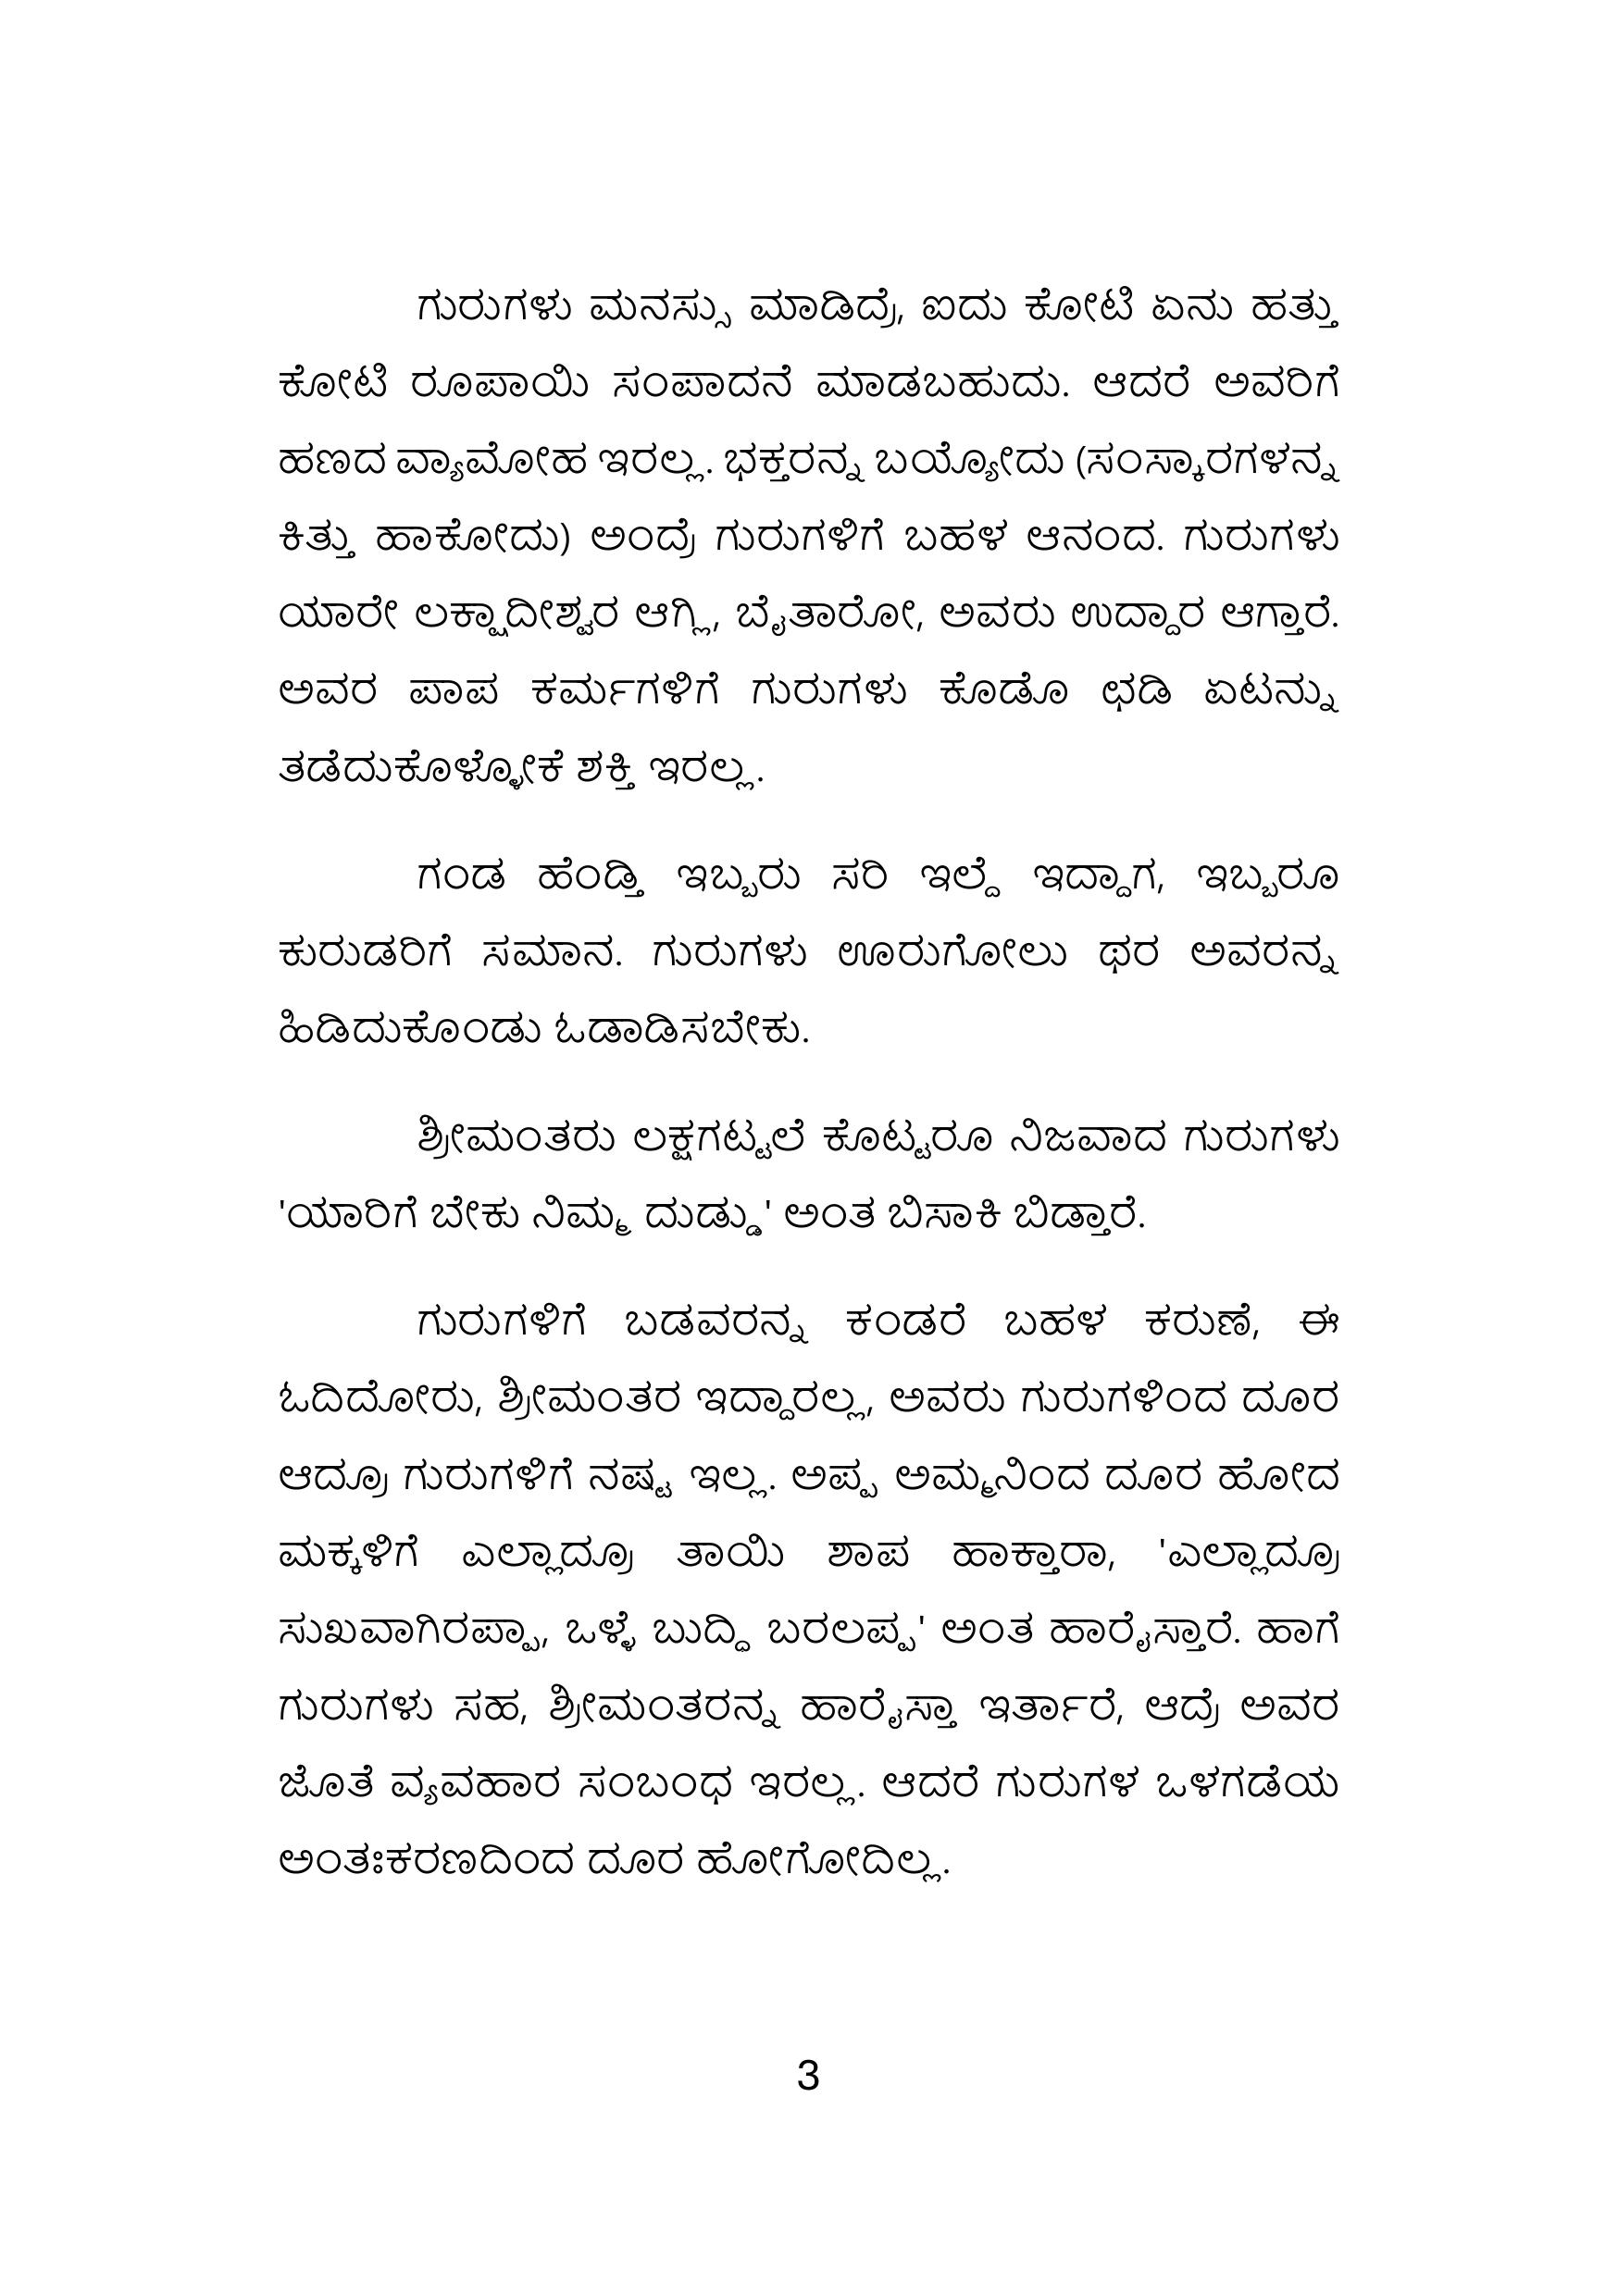 ಗುರುಗಳು ಮನಸ್ಸು ಮಾಡಿದ್ರೆ, ಐದು ಕೋಟಿ ಏನು ಹತ್ತು
ಕೋಟಿ ರೂಪಾಯಿ ಸಂಪಾದನೆ ಮಾಡಬಹುದು. ಆದರೆ ಅವರಿಗೆ
ಹಣದ ವ್ಯಾಮೋಹ ಇರಲ್ಲ. ಭಕ್ತರನ್ನ ಬಯ್ಯೋದು (ಸಂಸ್ಕಾರಗಳನ್ನ
ಕಿತ್ತು ಹಾಕೋದು) ಅಂದ್ರೆ ಗುರುಗಳಿಗೆ ಬಹಳ ಆನಂದ. ಗುರುಗಳು
ಯಾರೇ ಲಕ್ಷಾದೀಶ್ವರ ಆಗ್ಲಿ, ಬೈತಾರೋ, ಅವರು ಉದ್ದಾರ ಆಗ್ತಾರೆ.
ಅವರ ಪಾಪ ಕರ್ಮಗಳಿಗೆ ಗುರುಗಳು ಕೊಡೊ ಛಡಿ ಏಟನ್ನು
ತಡೆದುಕೊಳ್ಳೋಕೆ ಶಕ್ತಿ ಇರಲ್ಲ.
ಗಂಡ ಹೆಂಡ್ತಿ ಇಬ್ಬರು ಸರಿ ಇಲ್ದೆ ಇದ್ದಾಗ, ಇಬ್ಬರೂ
ಕುರುಡರಿಗೆ ಸಮಾನ. ಗುರುಗಳು ಊರುಗೋಲು ಥರ ಅವರನ್ನ
ಹಿಡಿದುಕೊಂಡು ಓಡಾಡಿಸಬೇಕು.
ಶ್ರೀಮಂತರು ಲಕ್ಷಗಟ್ಟಲೆ ಕೊಟ್ಟರೂ ನಿಜವಾದ ಗುರುಗಳು
'ಯಾರಿಗೆ ಬೇಕು ನಿಮ್ಮ ದುಡ್ಡು' ಅಂತ ಬಿಸಾಕಿ ಬಿಡ್ತಾರೆ.
ಗುರುಗಳಿಗೆ ಬಡವರನ್ನ ಕಂಡರೆ ಬಹಳ ಕರುಣೆ, ಈ
ಓದಿದೋರು, ಶ್ರೀಮಂತರ ಇದ್ದಾರಲ್ಲ, ಅವರು ಗುರುಗಳಿಂದ ದೂರ
ಆದ್ರೂ ಗುರುಗಳಿಗೆ ನಷ್ಟ ಇಲ್ಲ. ಅಪ್ಪ ಅಮ್ಮನಿಂದ ದೂರ ಹೋದ
ಮಕ್ಕಳಿಗೆ ಎಲ್ಲಾದ್ರೂ ತಾಯಿ ಶಾಪ ಹಾಕ್ತಾರಾ, 'ಎಲ್ಲಾದ್ರೂ
ಸುಖವಾಗಿರಪ್ಪಾ, ಒಳ್ಳೆ ಬುದ್ಧಿ ಬರಲಪ್ಪ' ಅಂತ ಹಾರೈಸ್ತಾರೆ. ಹಾಗೆ
ಗುರುಗಳು ಸಹ, ಶ್ರೀಮಂತರನ್ನ ಹಾರೈಸ್ತಾ ಇರ್ತಾರೆ, ಆದ್ರೆ ಅವರ
ಜೊತೆ ವ್ಯವಹಾರ ಸಂಬಂಧ ಇರಲ್ಲ. ಆದರೆ ಗುರುಗಳ ಒಳಗಡೆಯ
ಅಂತಃಕರಣದಿಂದ ದೂರ ಹೋಗೋದಿಲ್ಲ.
3